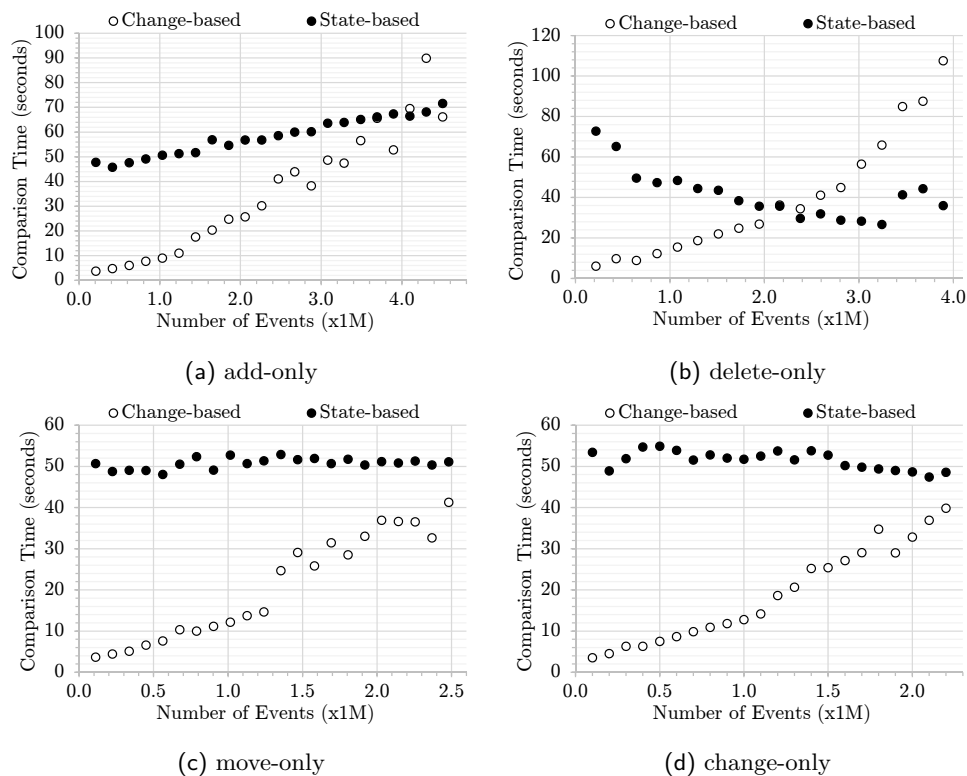 Change-based State-based
100
90
80
70
60
50
40
30
20
10
0
Comparison Time (seconds)
0.0 1.0 2.0 3.0 4.0
Number of Events (x1M)
(a) add-only
Change-based State-based
120
100
80
60
40
20
0
Comparison Time (seconds)
0.0 1.0 2.0 3.0 4.0
Number of Events (x1M)
(b) delete-only
Change-based State-based
60
50
40
30
20
10
0
Comparison Time (seconds)
0.0 0.5 1.0 1.5 2.0 2.5
Number of Events (x1M)
(c) move-only
Change-based State-based
60
50
40
30
20
10
0
Comparison Time (seconds)
0.0 0.5 1.0 1.5 2.0
Number of Events (x1M)
(d) change-only